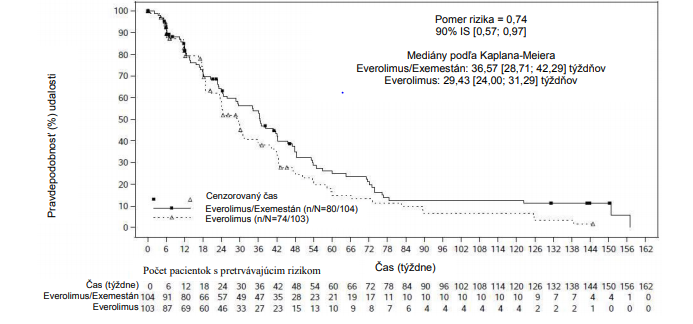 Pravdepodobnosť (%) udalosti
100
90
80
70
60
50
40
30
20
10
0
Pomer rizika = 0,74
90% IS [0,57; 0,97]
Mediány podľa Kaplana-Meiera
Everolimus/Exemestán: 36,57 [28,71; 42,29] týždňov
Everolimus: 29,43 [24,00; 31,29] týždňov
Cenzorovaný čas
Everolimus/Exemestán (n/N=80/104)
Everolimus (n/N=74/103)
0 6 12 18 24 30 36 42 48 54 60 66 72 78 84 90 96 102 108 114 120 126 132 138 144 150 156 162
Čas (týždne)
Počet pacientok s pretrvávajúcim rizikom
Čas (týždne) 0 6 12 18 24 30 36 42 48 54 60 66 72 78 84 90 96 102 108 114 120 126 132 138 144 150 156 162
Everolimus/Exemestán 104 91 80 66 57 49 47 35 28 23 21 19 17 11 10 10 10 10 10 10 10 9 7 7 4 4 1 0
Everolimus 103 87 69 60 46 33 27 23 15 13 10 9 8 7 6 4 4 4 4 4 4 2 2 2 1 0 0 0